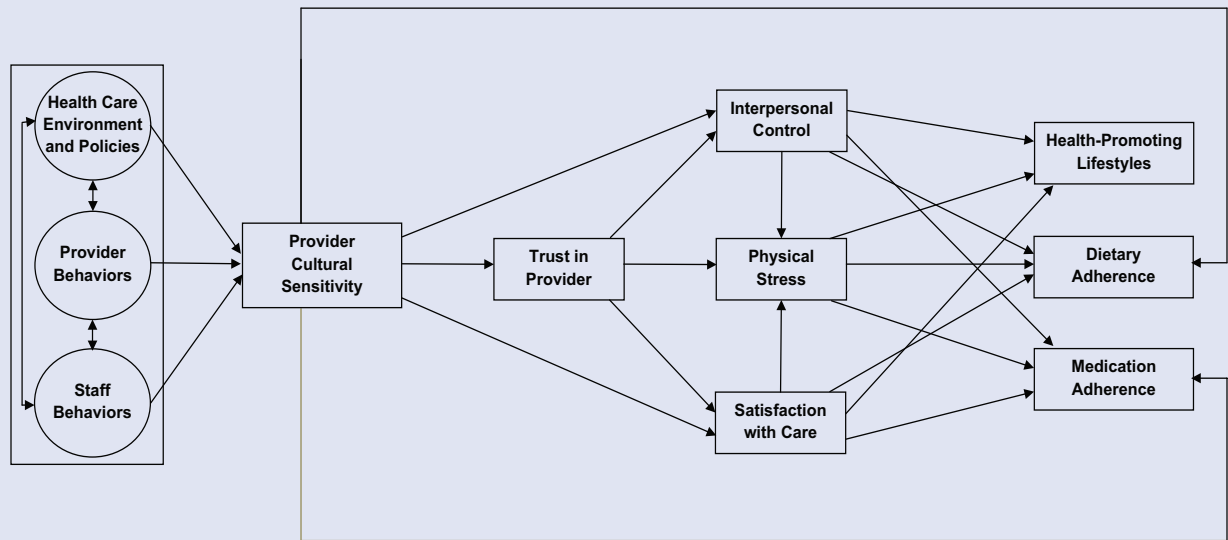 Health Care
Environment
and Policies
Provider
Behaviors
Staff
Behaviors
Provider
Cultural
Sensitivity
Trust in
Provider
Interpersonal
Control
Physical
Stress
Satisfaction
with Care
Health-Promoting
Lifestyles
Dietary
Adherence
Medication
Adherence